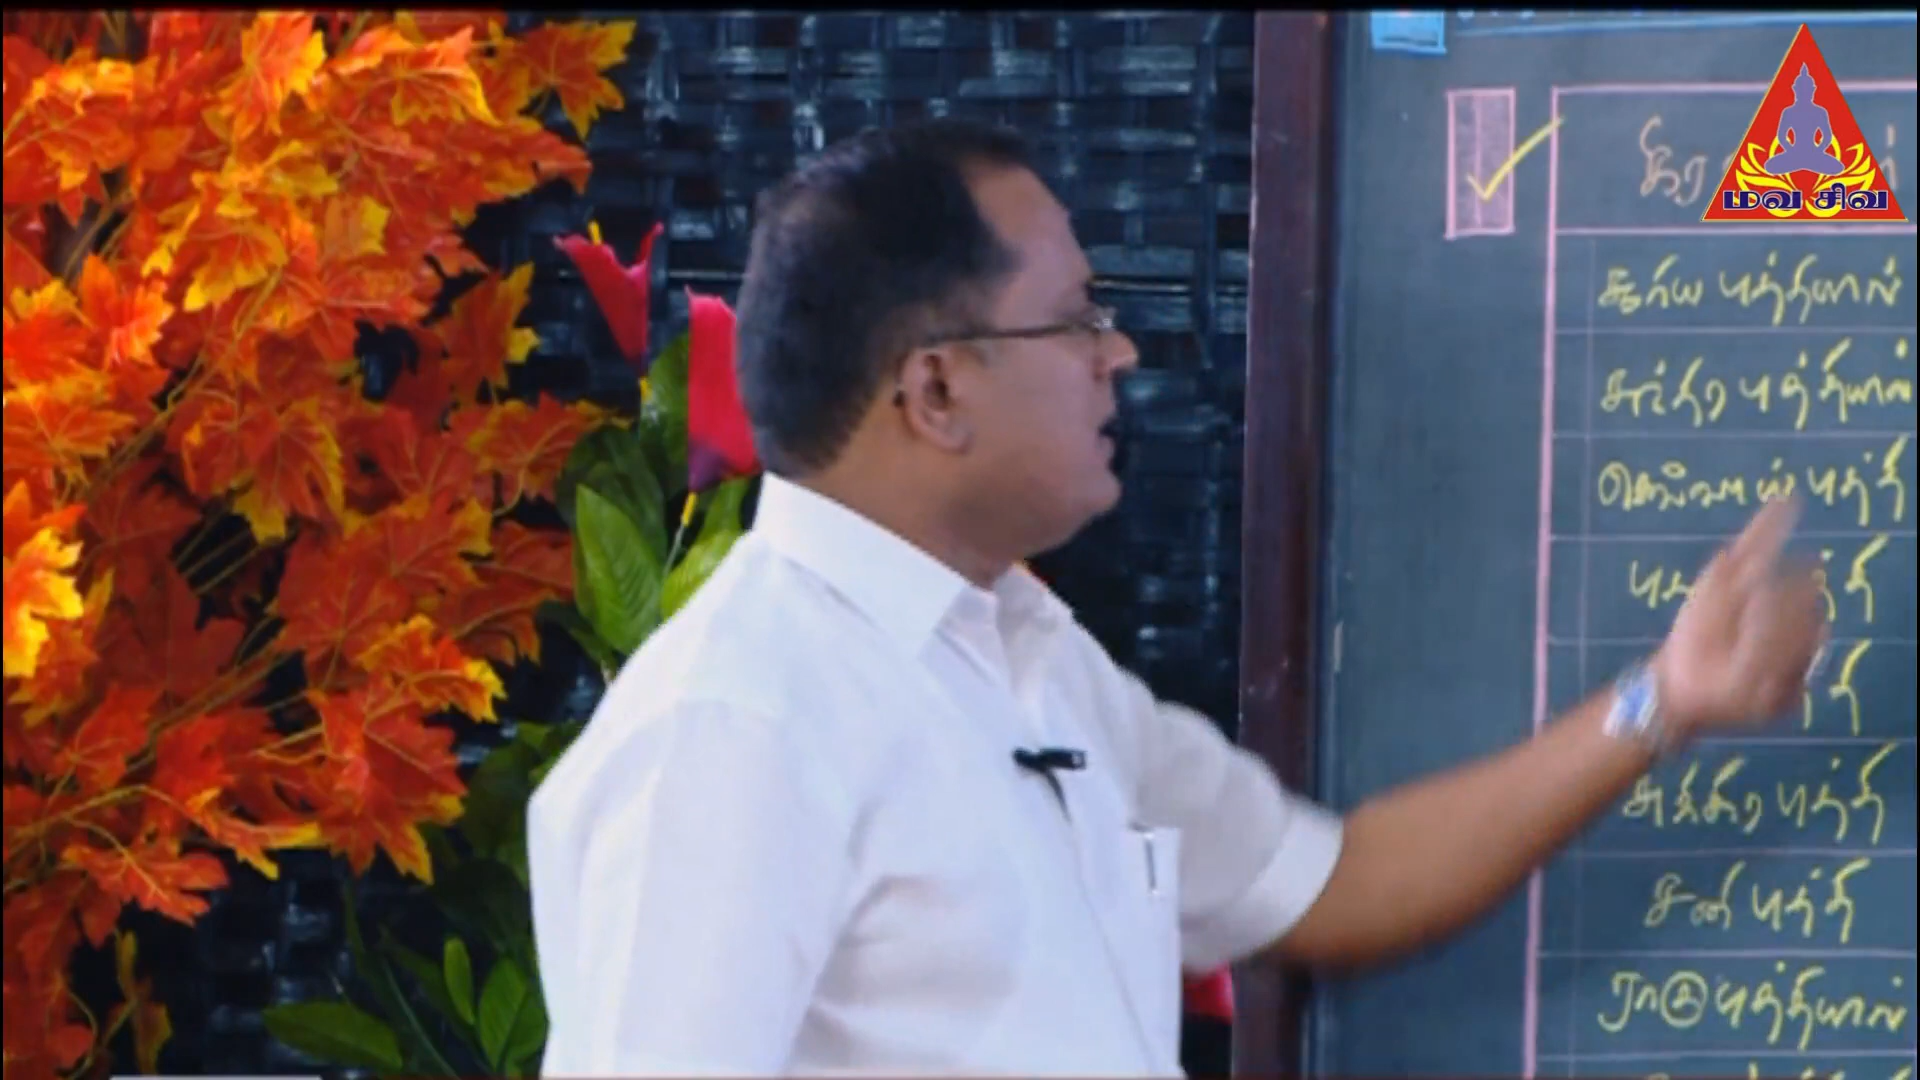 மவ சிவ
சூரிய புத்தியால்
சந்திர புத்தியால்
செவ்வாய் புத்தி
சுக்கிர புத்தி
சனி புத்தி
ராகு புத்தியால்